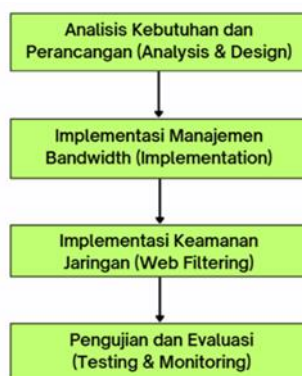 Analisis Kebutuhan dan
Perancangan (Analysis & Design)
Implementasi Manajemen
Bandwidth (Implementation)
Implementasi Keamanan
Jaringan (Web Filtering)
Pengujian dan Evaluasi
(Testing & Monitoring)